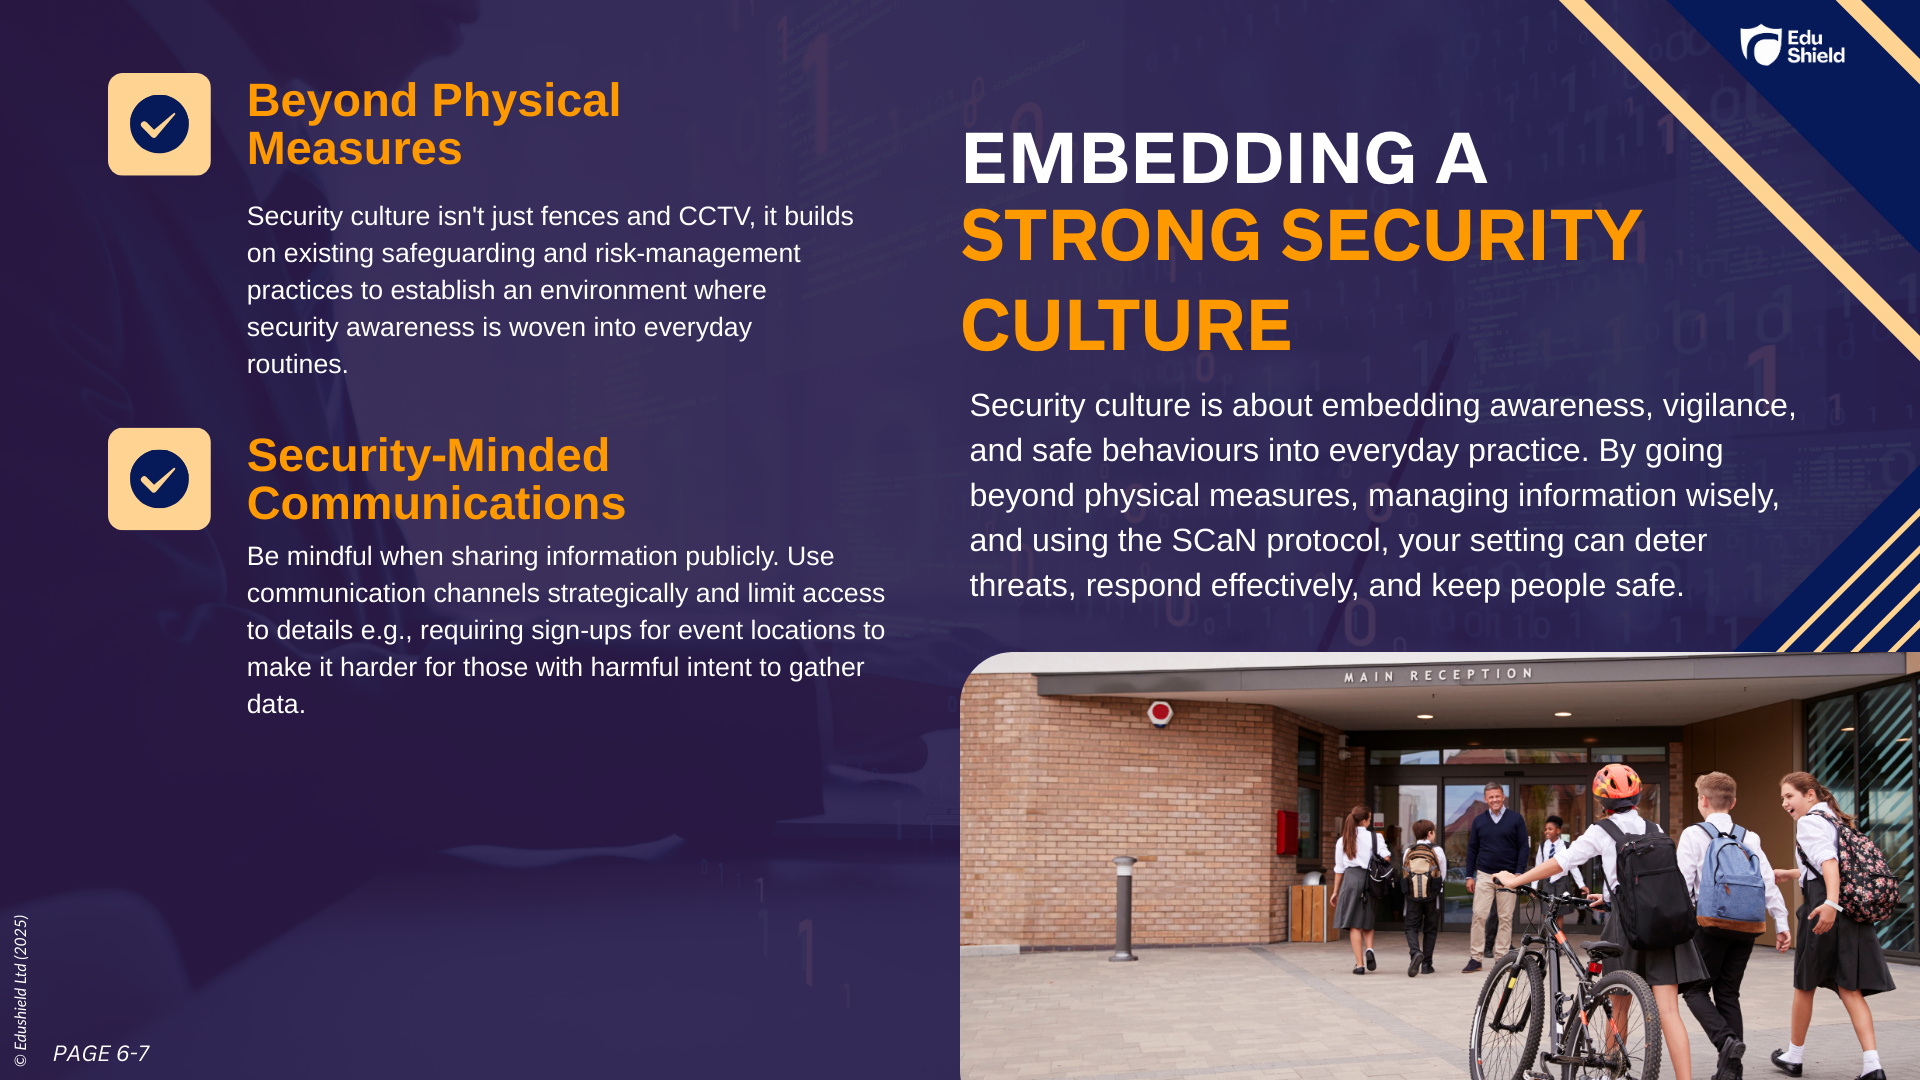 Edu
Shield
Beyond Physical
Measures
Security culture isn't just fences and CCTV, it builds
on existing safeguarding and risk-management
practices to establish an environment where
security awareness is woven into everyday
routines.
Security-Minded
Communications
Be mindful when sharing information publicly. Use
communication channels strategically and limit access
to details e.g., requiring sign-ups for event locations to
make it harder for those with harmful intent to gather
data.
EMBEDDING A
STRONG SECURITY
CULTURE
Security culture is about embedding awareness, vigilance,
and safe behaviours into everyday practice. By going
beyond physical measures, managing information wisely,
and using the SCaN protocol, your setting can deter
threats, respond effectively, and keep people safe.
MAIN RECEPTION
© Edushield Ltd (2025)
PAGE 6-7